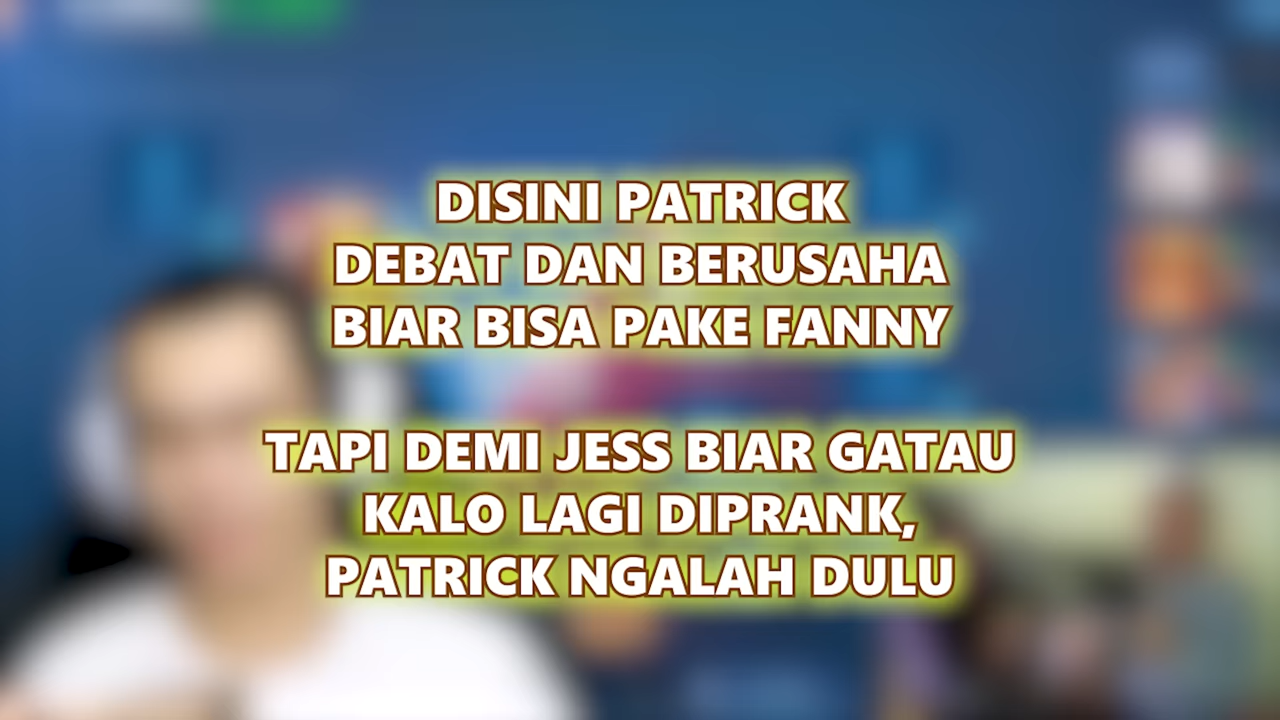 DISINI PATRICK
DEBAT DAN BERUSAHA
BIAR BISA PAKE FANNY
TAPI DEMI JESS BIAR GATAU
KALO LAGI DIPRANK,
PATRICK NGALAH DULU